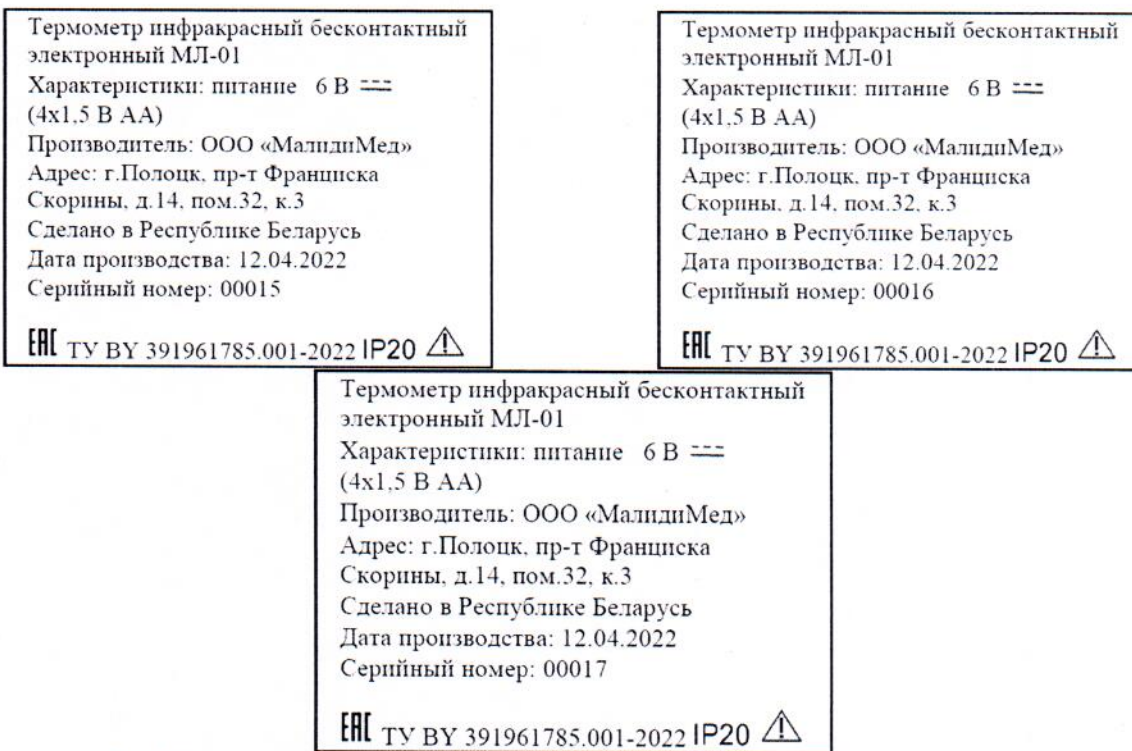 Термометр инфракрасный бесконтактный
электронный МЛ-01
Характеристики: питание 6 В
(4х1,5 В АА)
Производитель: ООО «МалидиМед»
Адрес: г.Полоцк, пр-т Франциска
Скорины, д.14, пом.32, к.3
Сделано в Республике Беларусь
Дата производства: 12.04.2022
Серийный номер: 00015
ЕАС ТУ BY 391961785.001-2022 IP20
Термометр инфракрасный бесконтактный
электронный МЛ-01
Характеристики: питание 6 В
(4х1,5 В АА)
Производитель: ООО «МалидиМед»
Адрес: г.Полоцк, пр-т Франциска
Скорины, д.14, пом.32, к.3
Сделано в Республике Беларусь
Дата производства: 12.04.2022
Серийный номер: 00016
ЕАС ТУ BY 391961785.001-2022 IP20
Термометр инфракрасный бесконтактный
электронный МЛ-01
Характеристики: питание 6 В
(4х1,5 В АА)
Производитель: ООО «МалидиМед»
Адрес: г.Полоцк, пр-т Франциска
Скорины, д.14, пом.32, к.3
Сделано в Республике Беларусь
Дата производства: 12.04.2022
Серийный номер: 00017
ЕАС ТУ BY 391961785.001-2022 IP20